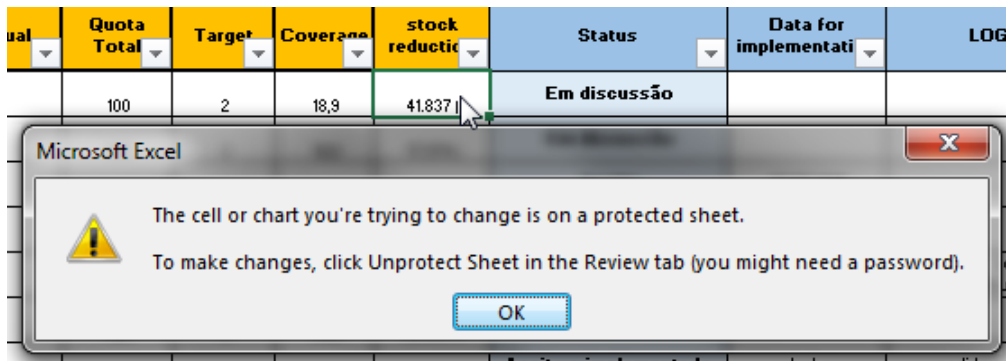 ual
Quota
Total
Target
Coverage
stock
reductic
Status
Data for
implementati
LOG
100
2
18,9
41.837
Em discussão
Microsoft Excel
The cell or chart you're trying to change is on a protected sheet.
To make changes, click Unprotect Sheet in the Review tab (you might need a password).
OK